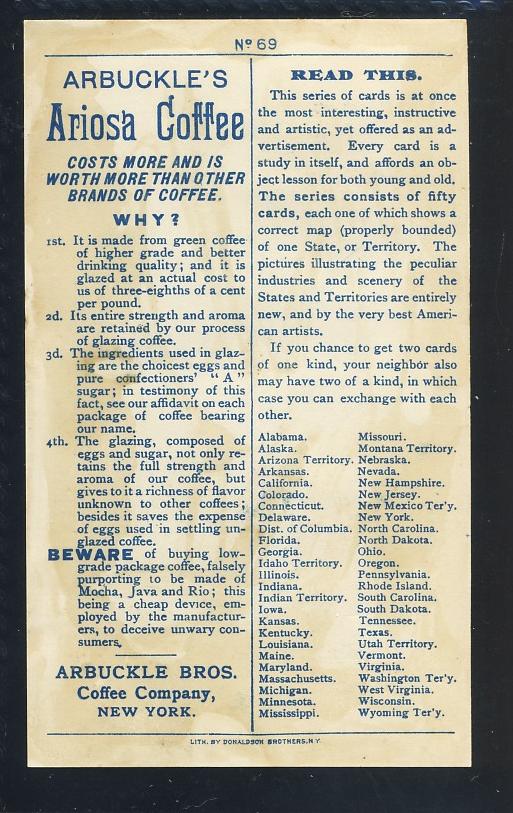 No 69
ARBUCKLE'S
Ariosa Coffee
COSTS MORE AND IS
WORTH MORE THAN OTHER
BRANDS OF COFFEE.
WHY?
1st. It is made from green coffee
of higher grade and better
drinking quality; and it is
glazed at an actual cost to
us of three-eighths of a cent
per pound.
2d. Its entire strength and aroma
are retained by our process
of glazing coffee.
3d. The ingredients used in glaz-
ing are the choicest eggs and
pure confectioners' "A"
sugar; in testimony of this
fact, see our affidavit on each
package of coffee bearing
our name.
4th. The glazing, composed of
eggs and sugar, not only re-
tains the full strength and
aroma of our coffee, but
gives to it a richness of flavor
unknown to other coffees;
besides it saves the expense
of eggs used in settling un-
glazed coffee.
BEWARE of buying low-
grade package coffee, falsely
purporting to be made of
Mocha, Java and Rio; this
being a cheap device, em-
ployed by the manufactur-
ers, to deceive unwary con-
sumers.
ARBUCKLE BROS.
Coffee Company,
NEW YORK.
READ THIS.
This series of cards is at once
the most interesting, instructive
and artistic, yet offered as an ad-
vertisement. Every card is a
study in itself, and affords an ob-
ject lesson for both young and old.
The series consists of fifty
cards, each one of which shows a
correct map (properly bounded)
of one State, or Territory. The
pictures illustrating the peculiar
industries and scenery of the
States and Territories are entirely
new, and by the very best Ameri-
can artists.
If you chance to get two cards
of one kind, your neighbor also
may have two of a kind, in which
case you can exchange with each
other.
Alabama.
Alaska.
Arizona Territory.
Arkansas.
California.
Colorado.
Connecticut.
Delaware.
Dist. of Columbia.
Florida.
Georgia.
Idaho Territory.
Illinois.
Indiana.
Indian Territory.
Iowa.
Kansas.
Kentucky.
Louisiana.
Maine.
Maryland.
Massachusetts.
Michigan.
Minnesota.
Mississippi.
Missouri.
Montana Territory.
Nebraska.
Nevada.
New Hampshire.
New Jersey.
New Mexico Ter'y.
New York.
North Carolina.
North Dakota.
Ohio.
Oregon.
Pennsylvania.
Rhode Island.
South Carolina.
South Dakota.
Tennessee.
Texas.
Utah Territory.
Vermont.
Virginia.
Washington Ter'y.
West Virginia.
Wisconsin.
Wyoming Ter'y.
LITH. BY DONALDSON BROTHERS, N.Y.